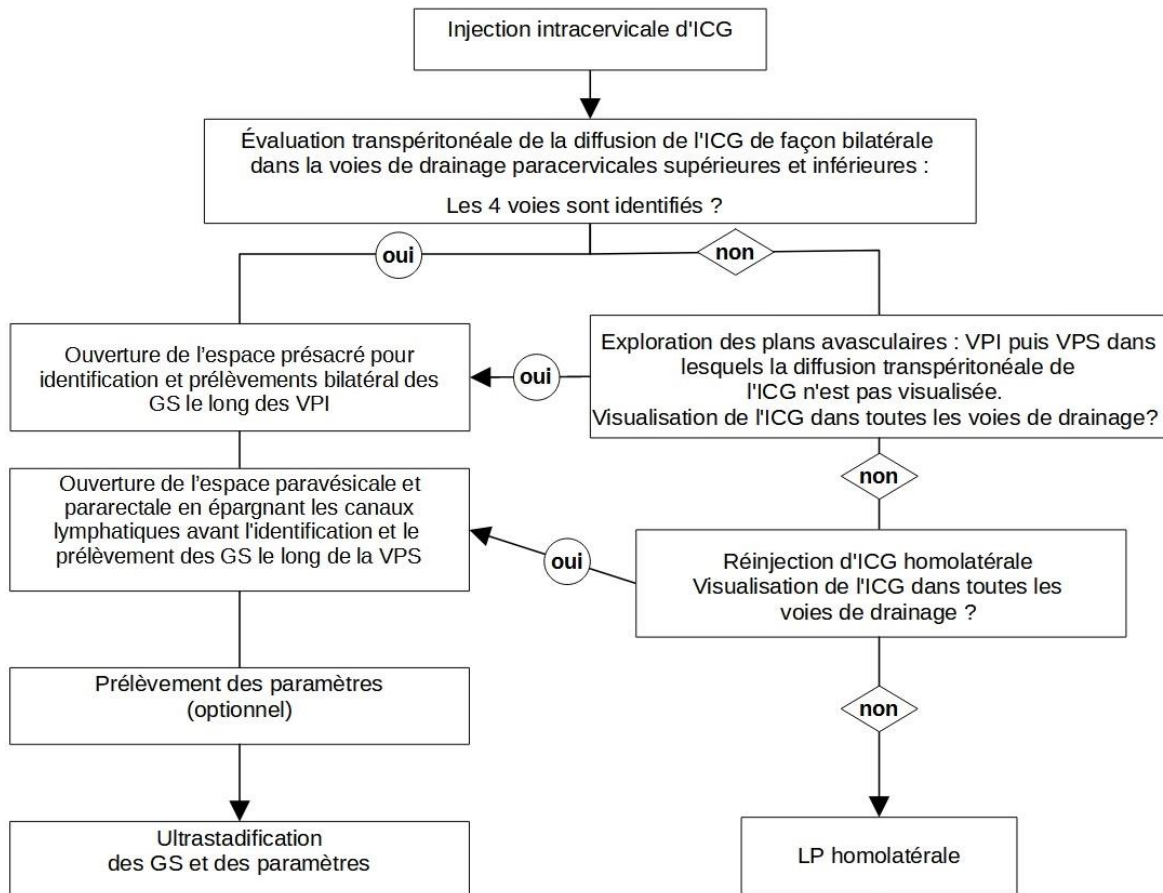 Injection intracervicale d'ICG
Évaluation transpéritonéale de la diffusion de l'ICG de façon bilatérale
dans la voies de drainage paracervicales supérieures et inférieures :
Les 4 voies sont identifiés ?
oui
non
Ouverture de l'espace présacré pour
identification et prélèvements bilatéral des
GS le long des VPI
oui
Exploration des plans avasculaires : VPI puis VPS dans
lesquels la diffusion transpéritonéale de
l'ICG n'est pas visualisée.
Visualisation de l'ICG dans toutes les voies de drainage?
non
Ouverture de l'espace paravésicale et
pararectale en épargnant les canaux
lymphatiques avant l'identification et le
prélèvement des GS le long de la VPS
oui
Réinjection d'ICG homolatérale
Visualisation de l'ICG dans toutes les
voies de drainage ?
non
Prélèvement des paramètres
(optionnel)
Ultrastadification
des GS et des paramètres
LP homolatérale